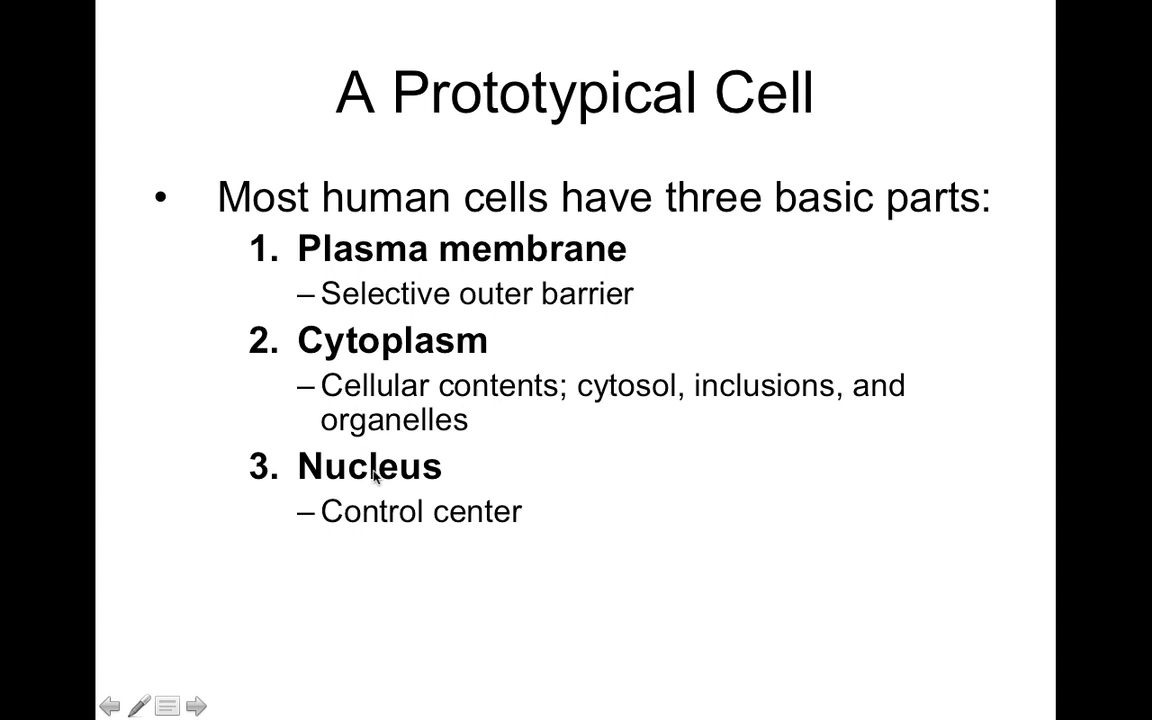 A Prototypical Cell
• Most human cells have three basic parts:
1. Plasma membrane
– Selective outer barrier
2. Cytoplasm
– Cellular contents; cytosol, inclusions, and
organelles
3. Nucleus
– Control center